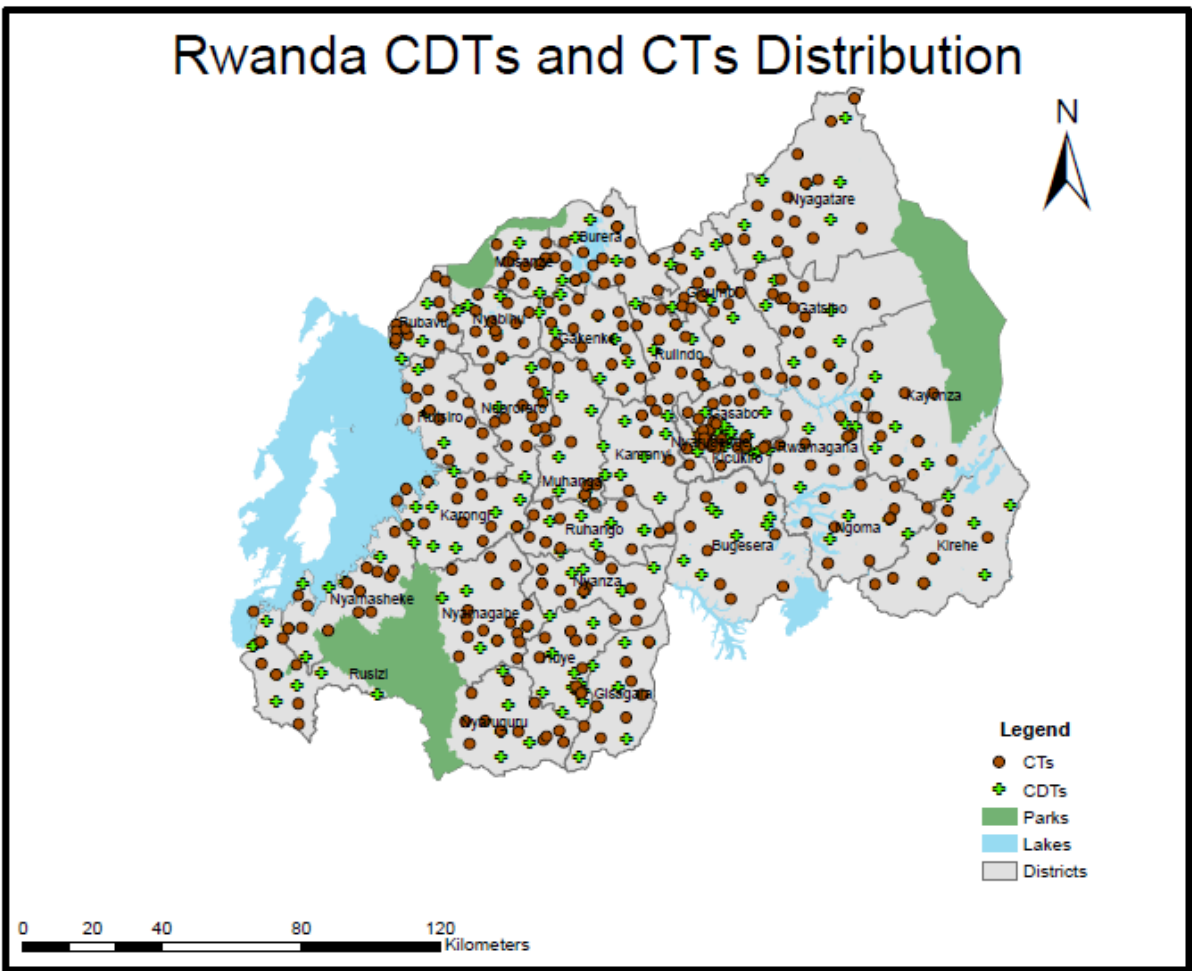 Rwanda CDTs and CTs Distribution
N
Nyagatare
Burera
Musanze
Gicumbi
Gatsibo
Rubavu
Nyabihu
Gakenke
Rulindo
Kayonza
Rutsiro
Ngororero
Gasabo
Nyarugenge
Kicukiro
Rwamagana
Kamonyi
Muhanga
Karongi
Ruhango
Bugesera
Ngoma
Kirehe
Nyanza
Nyamasheke
Nyamagabe
Huye
Rusizi
Gisagara
Nyaruguru
Legend
CTs
CDTs
Parks
Lakes
Districts
0 20 40 80 120
Kilometers